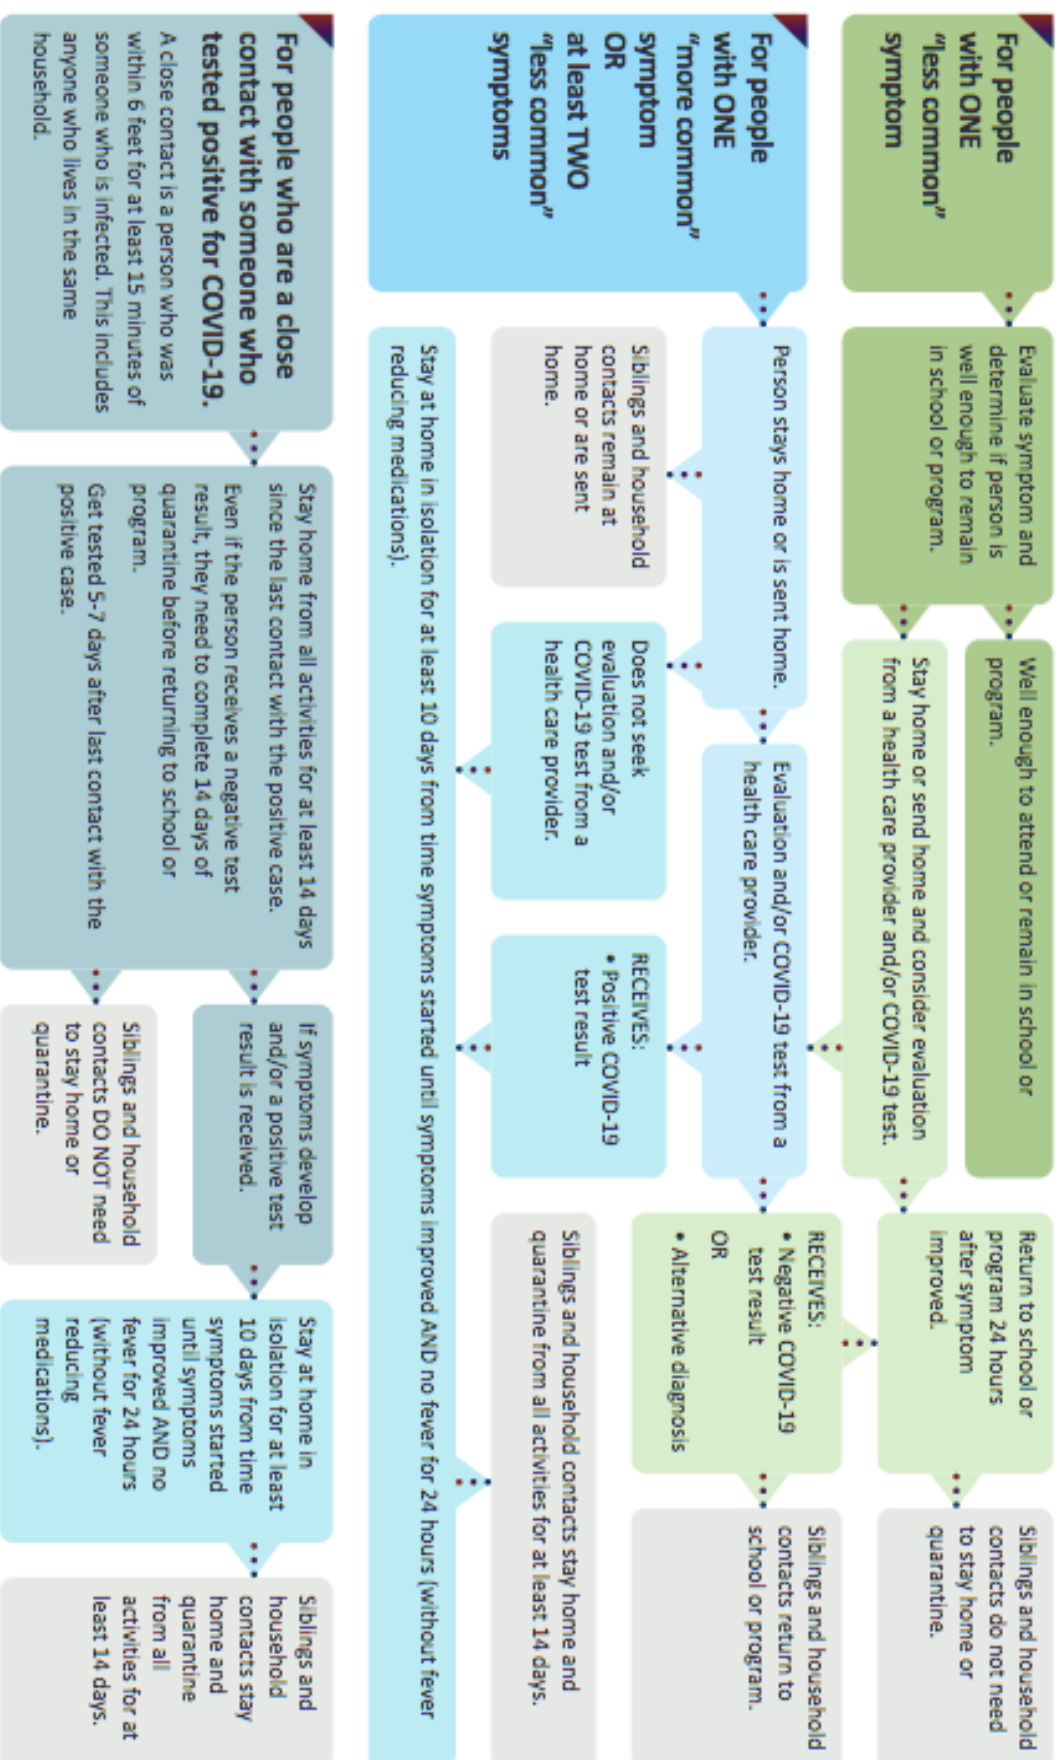 For people
with ONE
“less common”
symptom
Evaluate symptom and
determine if person is
well enough to remain
in school or program.
Well enough to attend or remain in school or
program.
Stay home or send home and consider evaluation
from a health care provider and/or COVID-19 test.
Return to school or
program 24 hours
after symptom
improved.
Siblings and household
contacts do not need
to stay home or
quarantine.
For people
with ONE
“more common”
symptom
OR
at least TWO
“less common”
symptoms
Person stays home or is sent home.
Evaluation and/or COVID-19 test from a
health care provider.
RECEIVES:
• Negative COVID-19
test result
OR
• Alternative diagnosis
Siblings and household
contacts return to
school or program.
Siblings and household
contacts remain at
home or are sent
home.
Does not seek
evaluation and/or
COVID-19 test from a
health care provider.
RECEIVES:
• Positive COVID-19
test result
Siblings and household contacts stay home and
quarantine from all activities for at least 14 days.
Stay at home in isolation for at least 10 days from time symptoms started until symptoms improved AND no fever for 24 hours (without fever
reducing medications).
For people who are a close
contact with someone who
tested positive for COVID-19.
A close contact is a person who was
within 6 feet for at least 15 minutes of
someone who is infected. This includes
anyone who lives in the same
household.
Stay home from all activities for at least 14 days
since the last contact with the positive case.
Even if the person receives a negative test
result, they need to complete 14 days of
quarantine before returning to school or
program.
Get tested 5-7 days after last contact with the
positive case.
If symptoms develop
and/or a positive test
result is received.
Siblings and household
contacts DO NOT need
to stay home or
quarantine.
Stay at home in
isolation for at least
10 days from time
symptoms started
until symptoms
improved AND no
fever for 24 hours
(without fever
reducing
medications).
Siblings and
household
contacts stay
home and
quarantine
from all
activities for at
least 14 days.